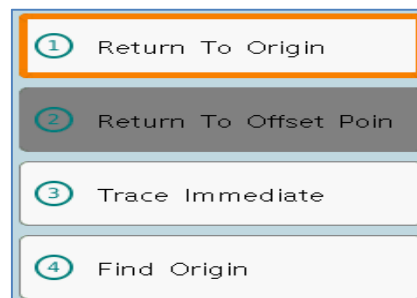 1 Return To Origin
2 Return To Offset Poin
3 Trace Immediate
4 Find Origin